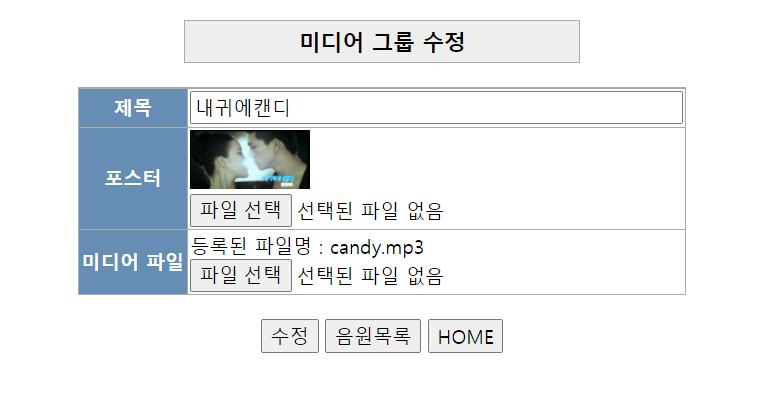 미디어 그룹 수정
제목 내귀에캔디
포스터
파일 선택 선택된 파일 없음
미디어 파일 등록된 파일명 : candy.mp3
파일 선택 선택된 파일 없음
수정 음원목록 HOME